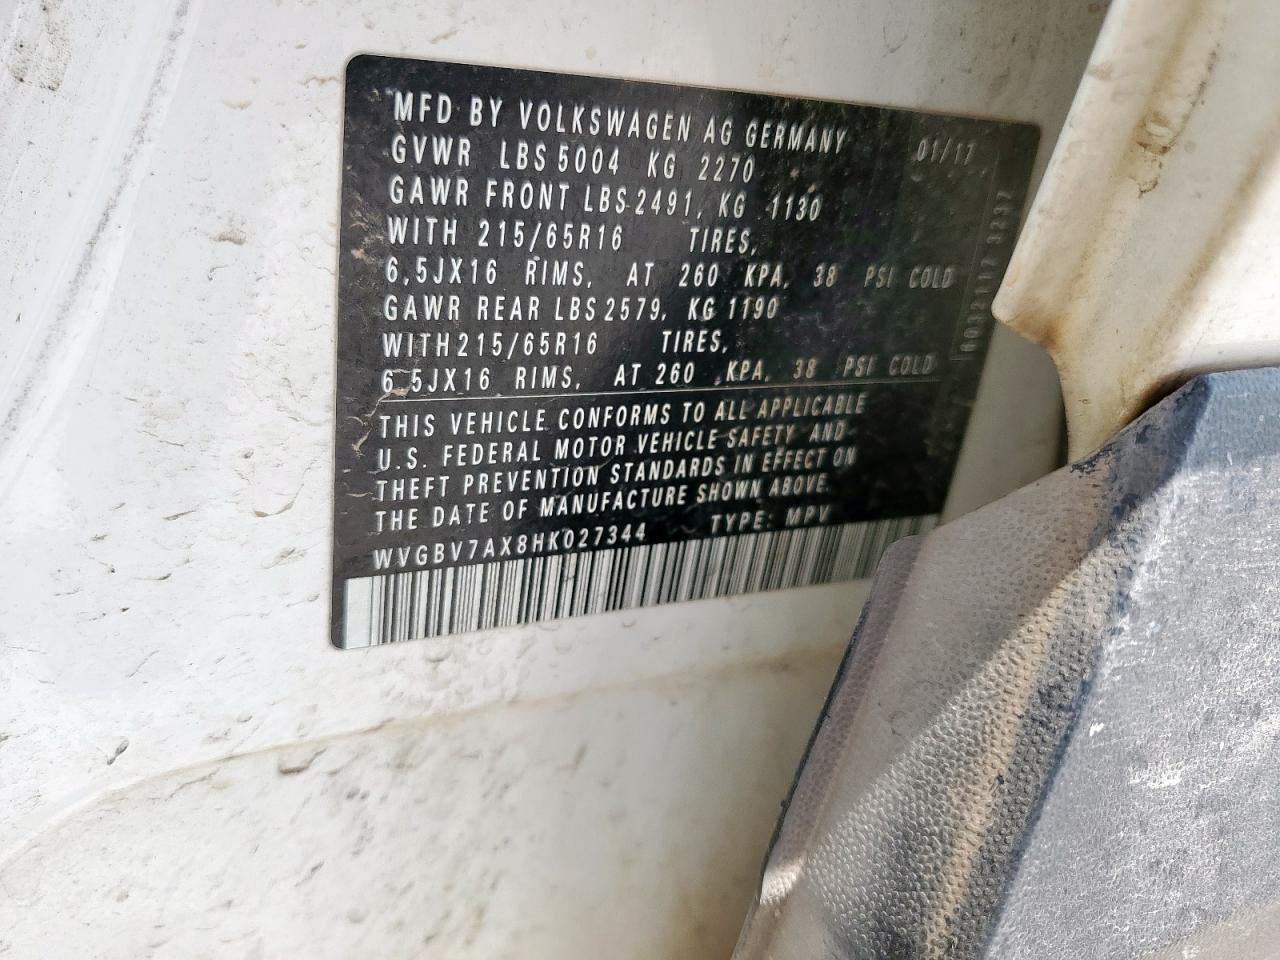 MFD BY VOLKSWAGEN AG GERMANY 01/17
GVWR LBS 5004 KG 2270
GAWR FRONT LBS 2491, KG 1130
WITH 215/65R16 TIRES,
6,5JX16 RIMS, AT 260 KPA, 38 PSI COLD
GAWR REAR LBS 2579, KG 1190
WITH 215/65R16 TIRES,
6,5JX16 RIMS, AT 260 KPA, 38 PSI COLD
THIS VEHICLE CONFORMS TO ALL APPLICABLE
U.S. FEDERAL MOTOR VEHICLE SAFETY AND
THEFT PREVENTION STANDARDS IN EFFECT ON
THE DATE OF MANUFACTURE SHOWN ABOVE.
WVGBV7AX8HK027344 TYPE: MPV